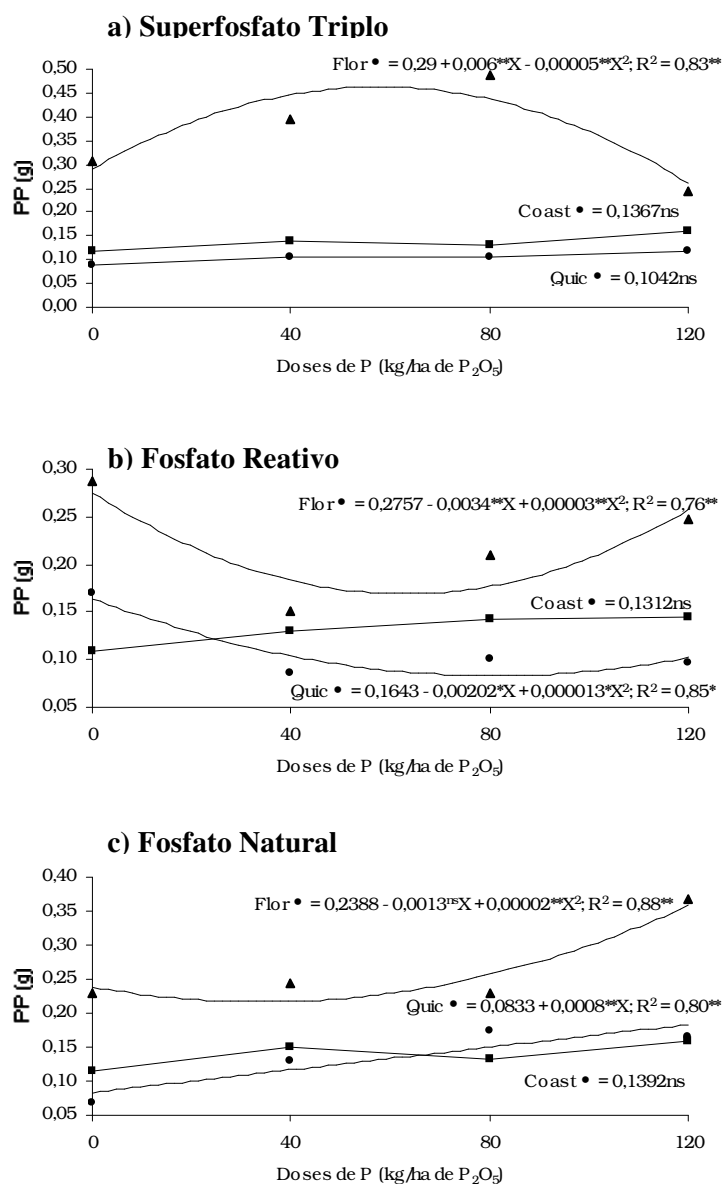 a) Superfosfato Triplo
Flor • = 0,29 + 0,006**X - 0,00005**X²; R² = 0,83**
0,50
0,45
0,40
0,35
0,30
0,25
0,20
0,15
0,10
0,05
0,00
PP (g)
Coast • = 0,1367ns
Quic • = 0,1042ns
0 40 80 120
Doses de P (kg/ha de P₂O₅)
b) Fosfato Reativo
Flor • = 0,2757 - 0,0034**X + 0,00003**X²; R² = 0,76**
0,30
0,25
0,20
0,15
0,10
0,05
PP (g)
Coast • = 0,1312ns
Quic • = 0,1643 - 0,00202*X + 0,000013*X²; R² = 0,85*
0 40 80 120
Doses de P (kg/ha de P₂O₅)
c) Fosfato Natural
0,40
0,35
0,30
0,25
0,20
0,15
0,10
0,05
PP (g)
Flor • = 0,2388 - 0,0013ⁿˢX + 0,00002**X²; R² = 0,88**
Quic • = 0,0833 + 0,0008**X; R² = 0,80**
Coast • = 0,1392ns
0 40 80 120
Doses de P (kg/ha de P₂O₅)